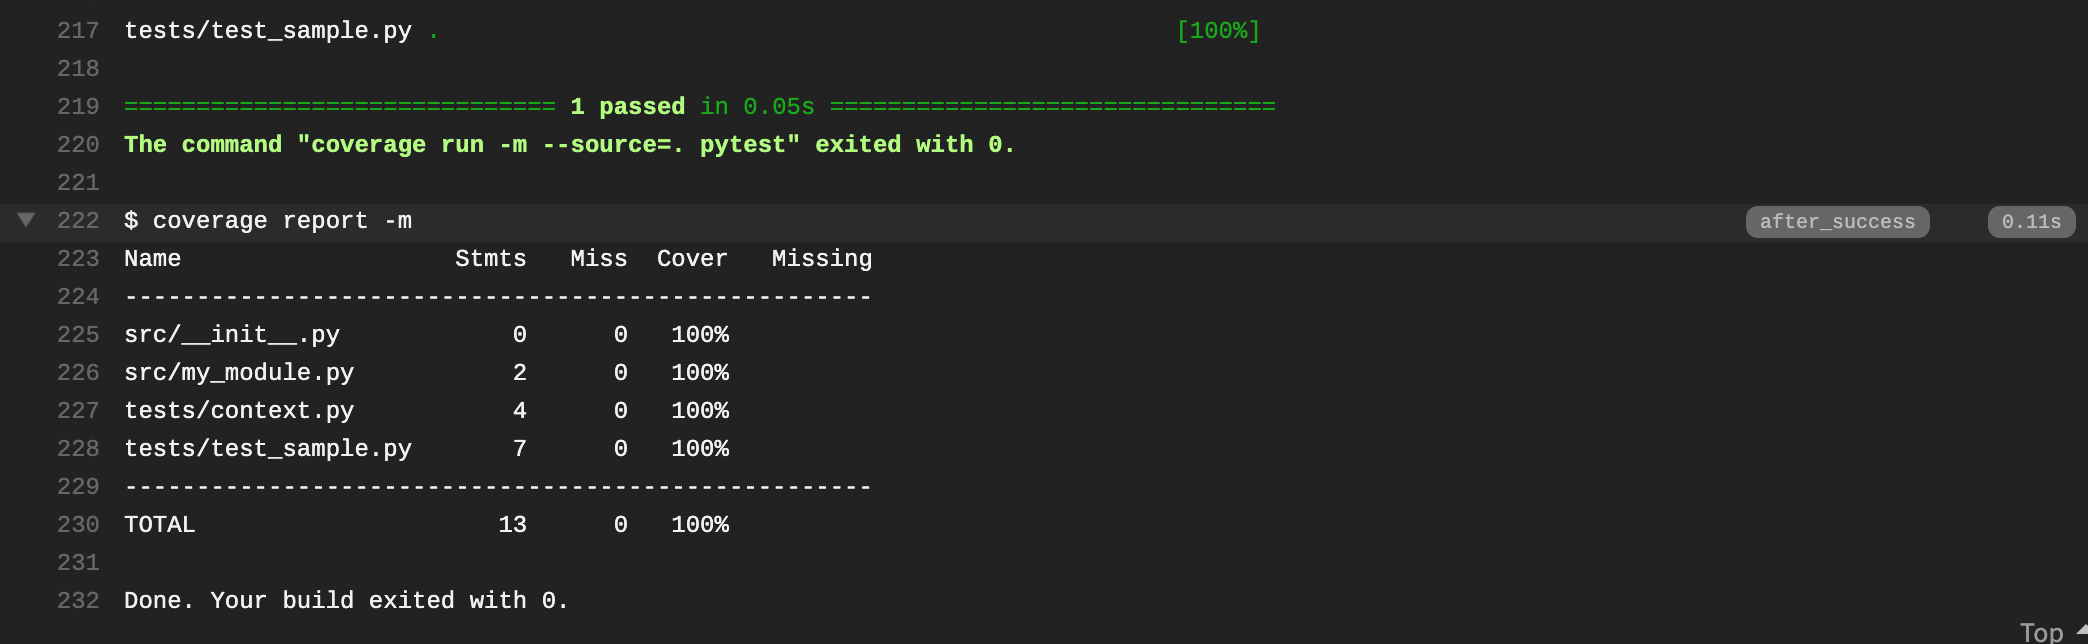 217 tests/test_sample.py . [100%]
218
219 ============================== 1 passed in 0.05s ===============================
220 The command "coverage run -m --source=. pytest" exited with 0.
221
222 $ coverage report -m after_success 0.11s
223 Name Stmts Miss Cover Missing
224 ----------------------------------------------------
225 src/__init__.py 0 0 100%
226 src/my_module.py 2 0 100%
227 tests/context.py 4 0 100%
228 tests/test_sample.py 7 0 100%
229 ----------------------------------------------------
230 TOTAL 13 0 100%
231
232 Done. Your build exited with 0.
Top